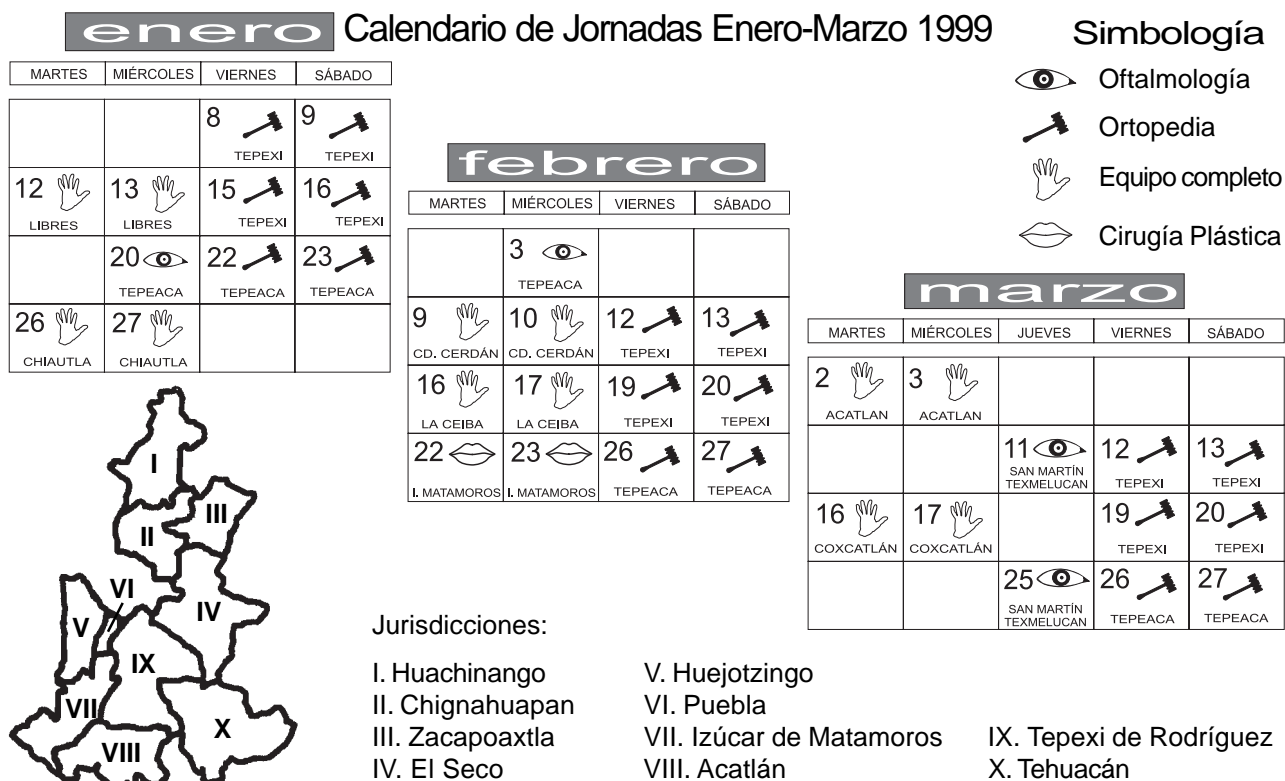 enero Calendario de Jornadas Enero-Marzo 1999
Simbología
Oftalmología
Ortopedia
Equipo completo
Cirugía Plástica
MARTES MIÉRCOLES VIERNES SÁBADO
8 9
TEPEXI TEPEXI
12 13 15 16
LIBRES LIBRES TEPEXI TEPEXI
20 22 23
TEPEACA TEPEACA TEPEACA
26 27
CHIAUTLA CHIAUTLA
febrero
MARTES MIÉRCOLES VIERNES SÁBADO
3
TEPEACA
9 10 12 13
CD. CERDÁN CD. CERDÁN TEPEXI TEPEXI
16 17 19 20
LA CEIBA LA CEIBA TEPEXI TEPEXI
22 23 26 27
I. MATAMOROS I. MATAMOROS TEPEACA TEPEACA
marzo
MARTES MIÉRCOLES JUEVES VIERNES SÁBADO
2 3
ACATLAN ACATLAN
11 12 13
SAN MARTÍN
TEXMELUCAN TEPEXI TEPEXI
16 17 19 20
COXCATLÁN COXCATLÁN TEPEXI TEPEXI
25 26 27
SAN MARTÍN
TEXMELUCAN TEPEACA TEPEACA
I
III
II
VI
IV
V
IX
VII
X
VIII
Jurisdicciones:
I. Huachinango
II. Chignahuapan
III. Zacapoaxtla
IV. El Seco
V. Huejotzingo
VI. Puebla
VII. Izúcar de Matamoros
VIII. Acatlán
IX. Tepexi de Rodríguez
X. Tehuacán